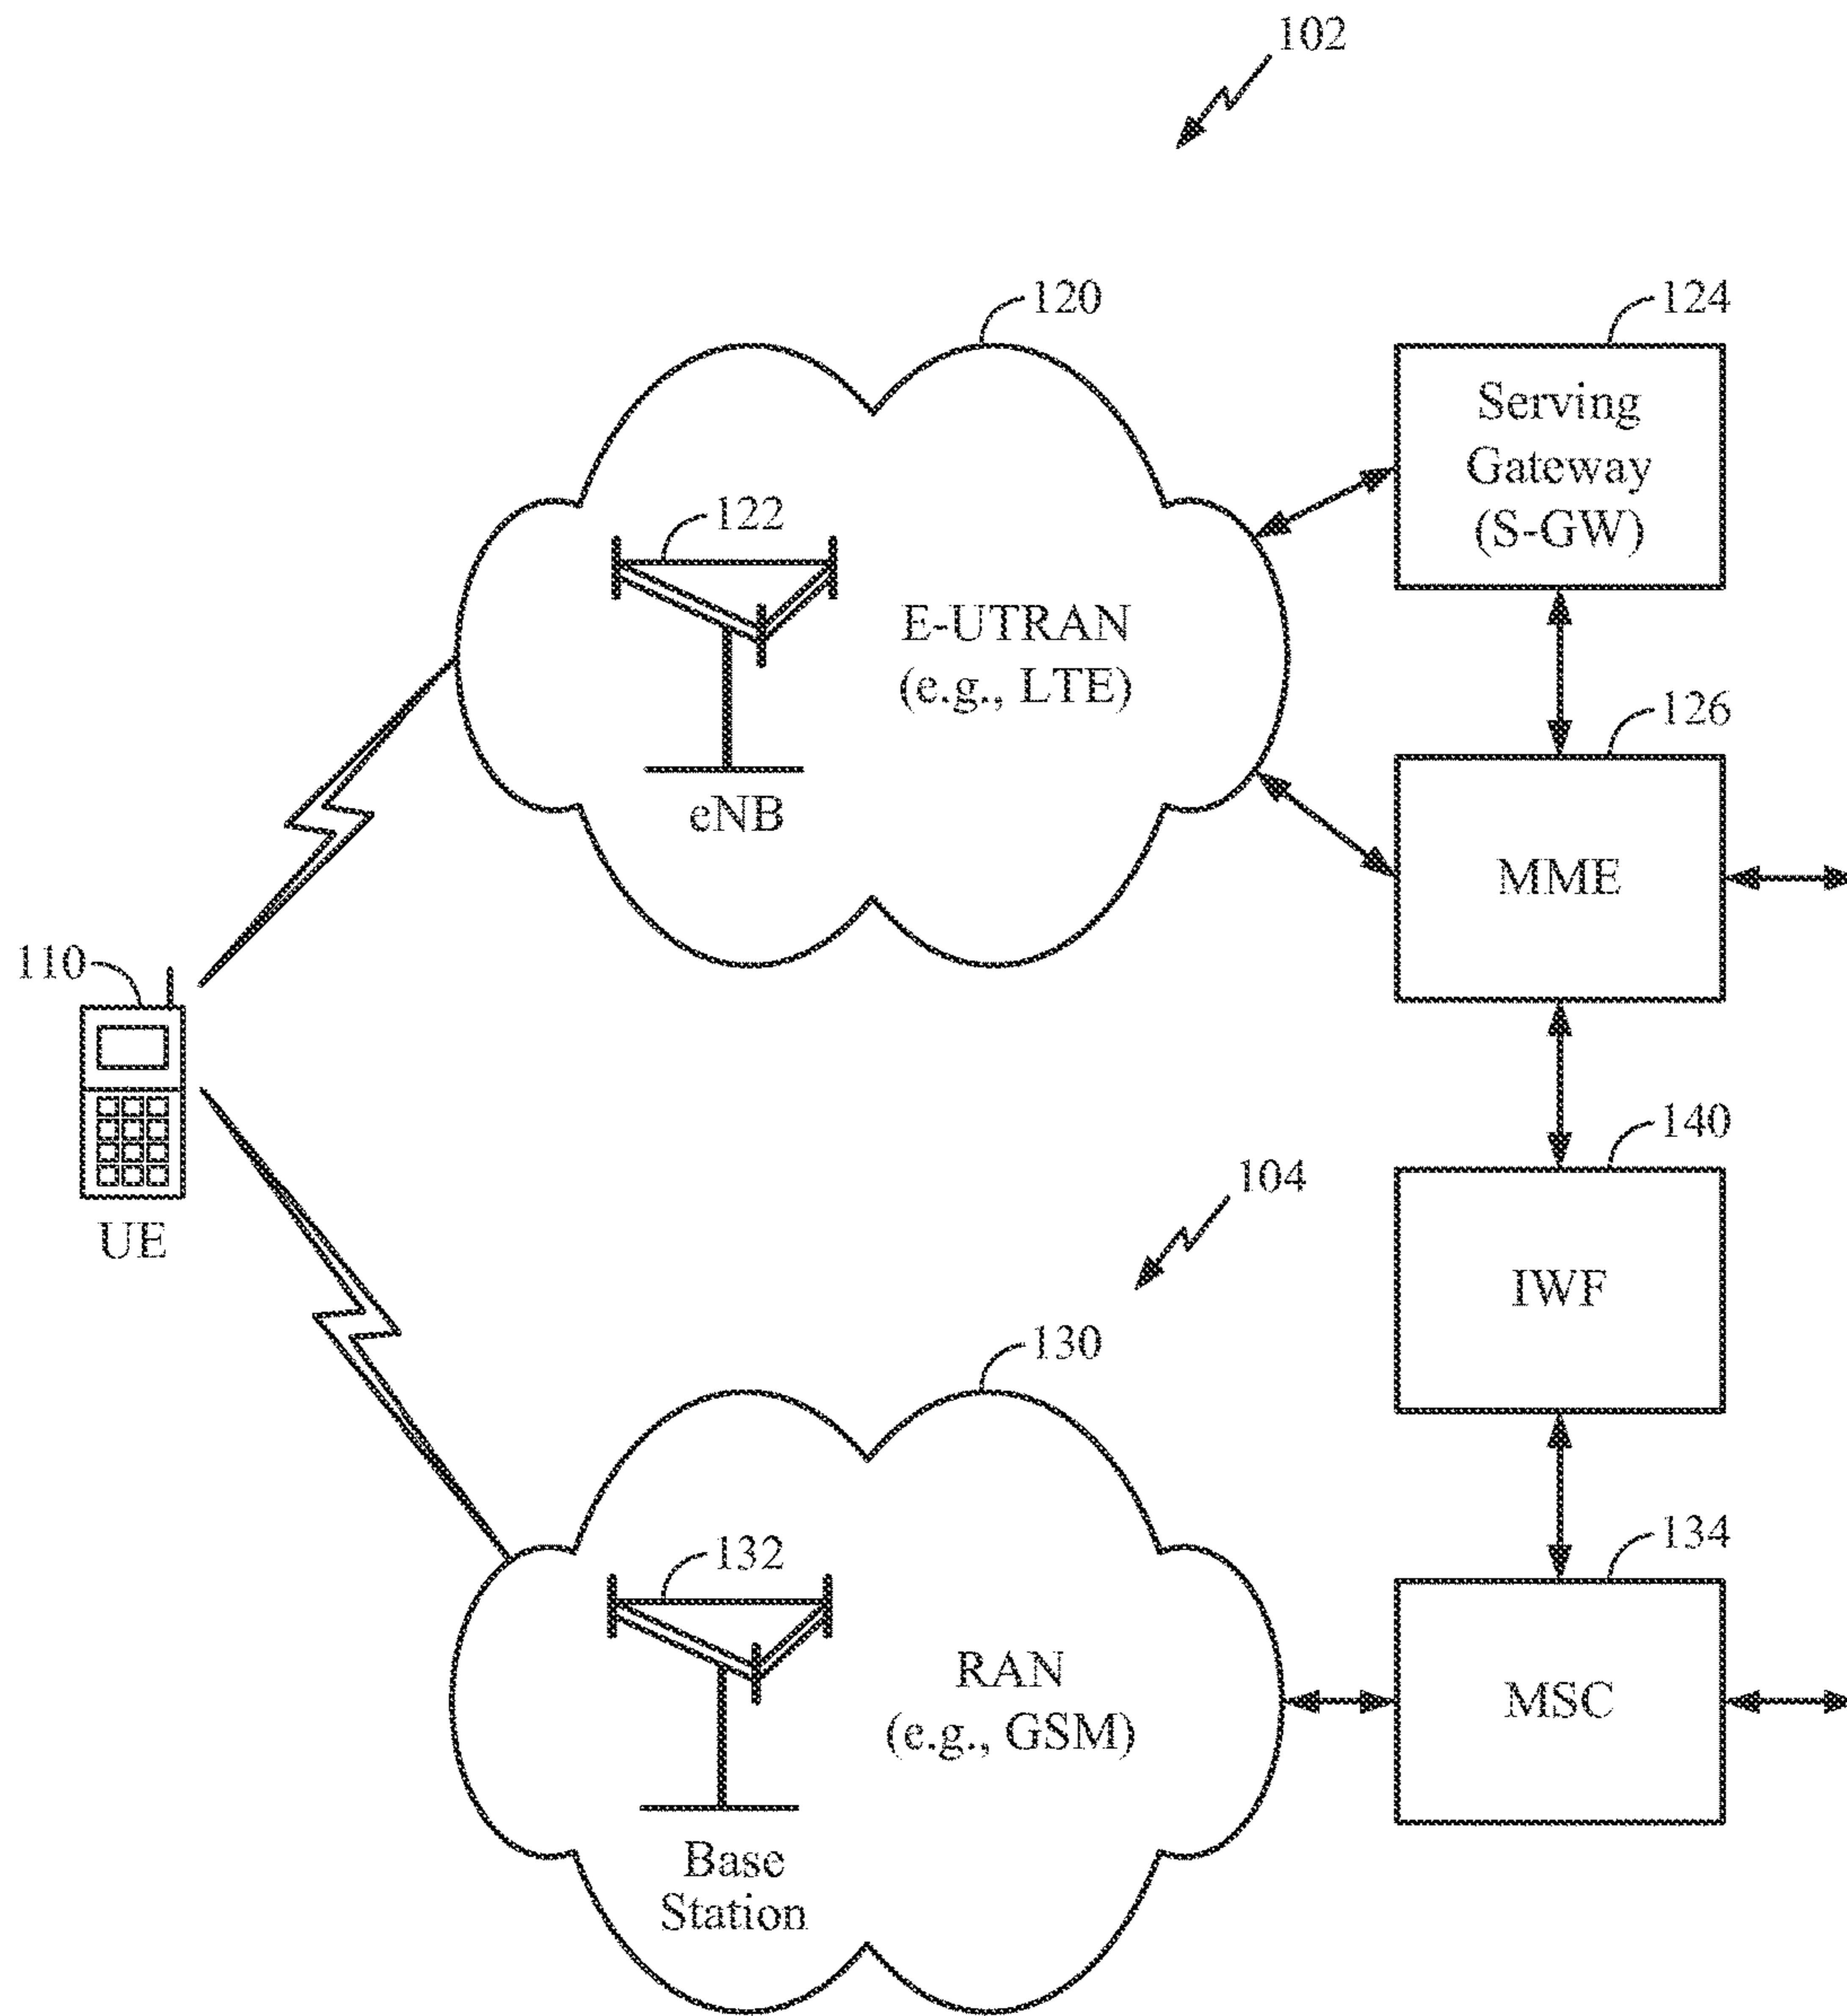 102
120
124
Serving
Gateway
(S-GW)
122
E-UTRAN
(e.g., LTE)
eNB
126
MME
110
UE
140
IWF
104
130
132
RAN
(e.g., GSM)
Base
Station
134
MSC